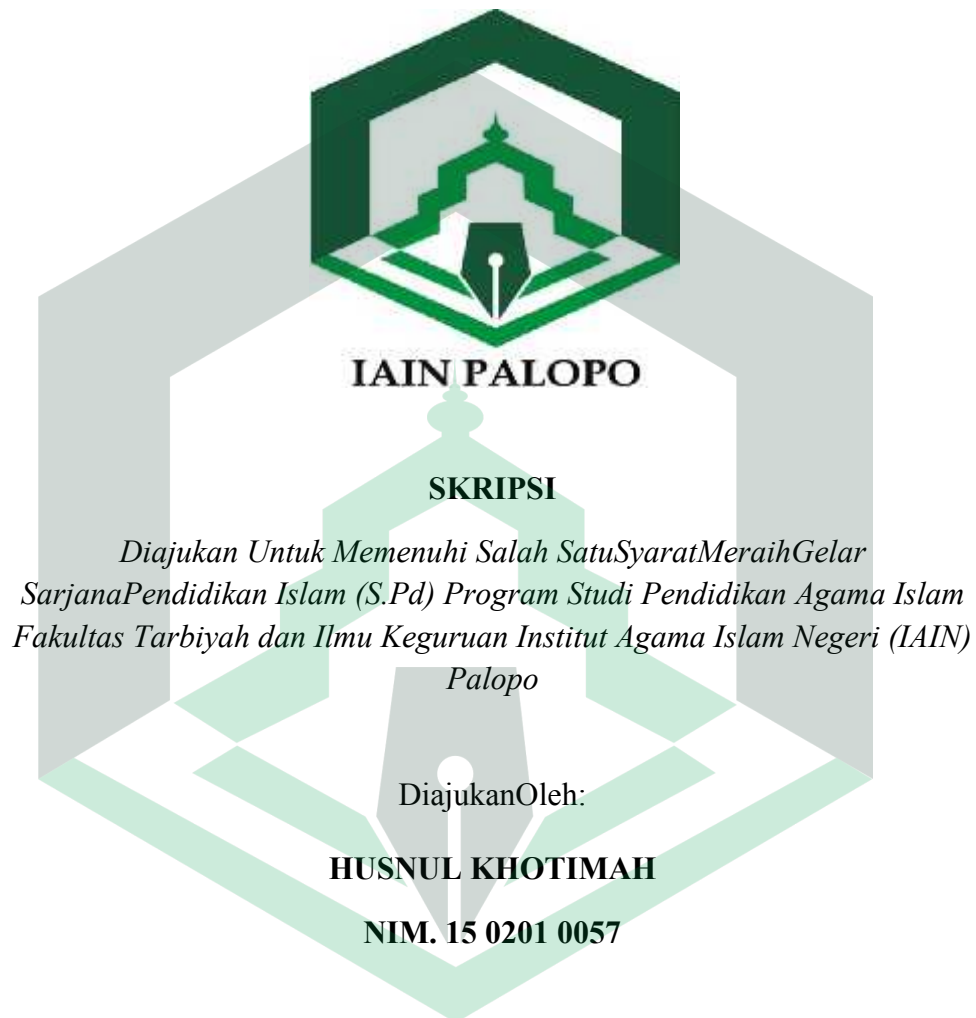 IAIN PALOPO
SKRIPSI
Diajukan Untuk Memenuhi Salah SatuSyaratMeraihGelar
SarjanaPendidikan Islam (S.Pd) Program Studi Pendidikan Agama Islam
Fakultas Tarbiyah dan Ilmu Keguruan Institut Agama Islam Negeri (IAIN)
Palopo
DiajukanOleh:
HUSNUL KHOTIMAH
NIM. 15 0201 0057